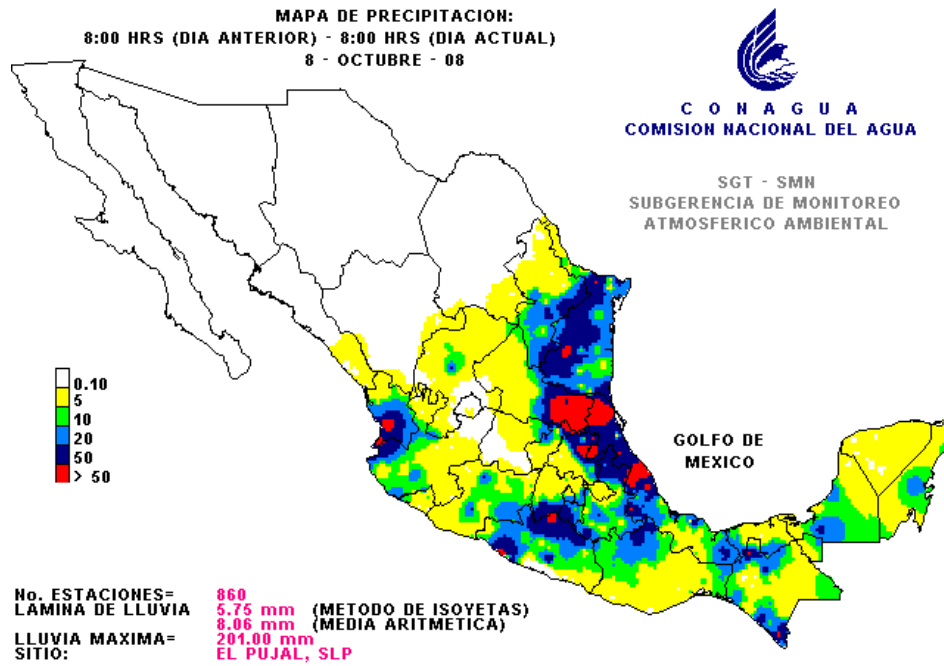 MAPA DE PRECIPITACION:
8:00 HRS (DIA ANTERIOR) - 8:00 HRS (DIA ACTUAL)
8 - OCTUBRE - 08
C O N A G U A
COMISION NACIONAL DEL AGUA
SGT - SMN
SUBGERENCIA DE MONITOREO
ATMOSFERICO AMBIENTAL
0.10
5
10
20
50
> 50
GOLFO DE
MEXICO
No. ESTACIONES= 860
LAMINA DE LLUVIA 5.75 mm (METODO DE ISOYETAS)
8.06 mm (MEDIA ARITMETICA)
LLUVIA MAXIMA= 201.00 mm
SITIO: EL PUJAL, SLP